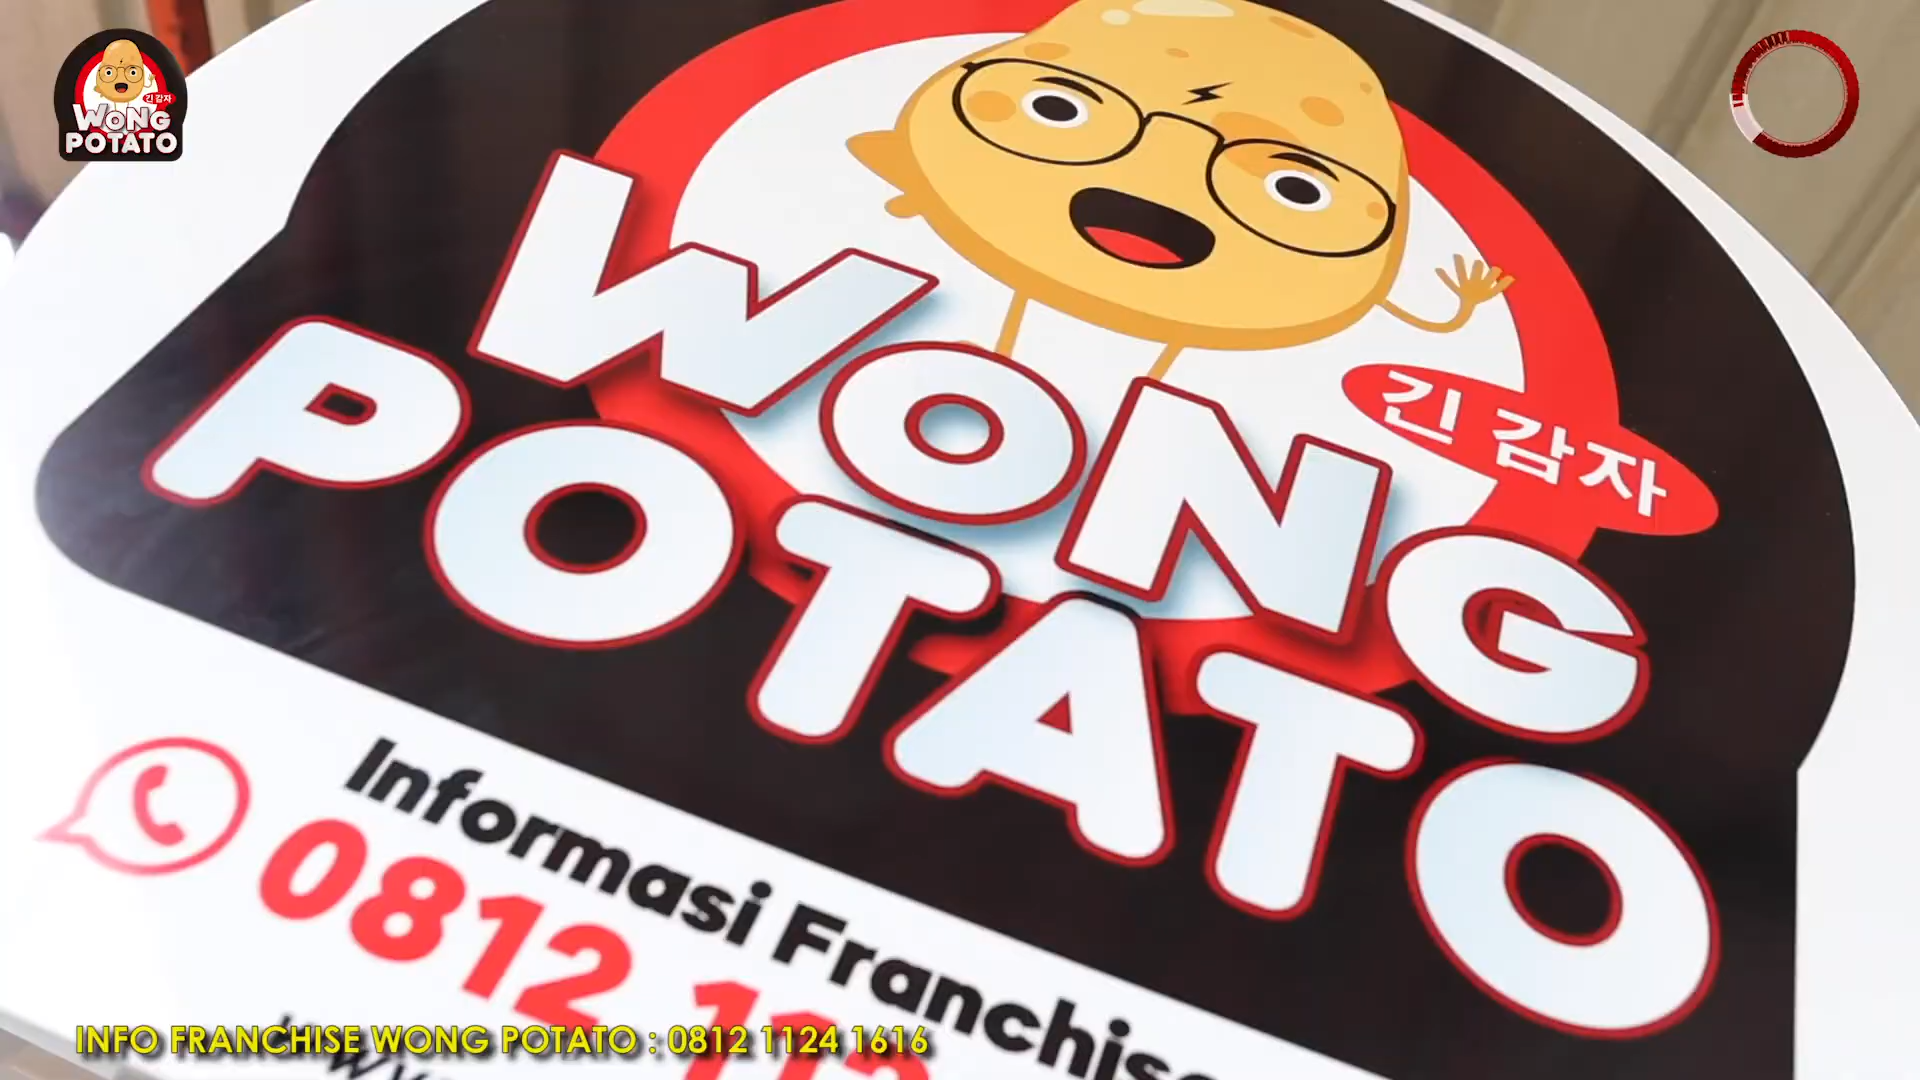 긴 감자
WONG
POTATO
긴 감자
WONG
POTATO
Informasi Franchise
0812
INFO FRANCHISE WONG POTATO : 0812 1124 1616